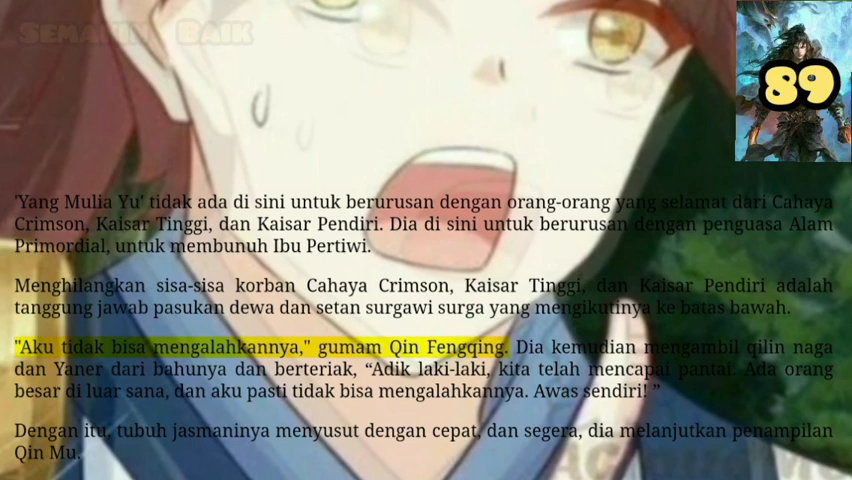 SEMAKIN BAIK
89
'Yang Mulia Yu' tidak ada di sini untuk berurusan dengan orang-orang yang selamat dari Cahaya
Crimson, Kaisar Tinggi, dan Kaisar Pendiri. Dia di sini untuk berurusan dengan penguasa Alam
Primordial, untuk membunuh Ibu Pertiwi.
Menghilangkan sisa-sisa korban Cahaya Crimson, Kaisar Tinggi, dan Kaisar Pendiri adalah
tanggung jawab pasukan dewa dan setan surgawi surga yang mengikutinya ke batas bawah.
"Aku tidak bisa mengalahkannya," gumam Qin Fengqing. Dia kemudian mengambil qilin naga
dan Yaner dari bahunya dan berteriak, “Adik laki-laki, kita telah mencapai pantai. Ada orang
besar di luar sana, dan aku pasti tidak bisa mengalahkannya. Awas sendiri! ”
Dengan itu, tubuh jasmaninya menyusut dengan cepat, dan segera, dia melanjutkan penampilan
Qin Mu.